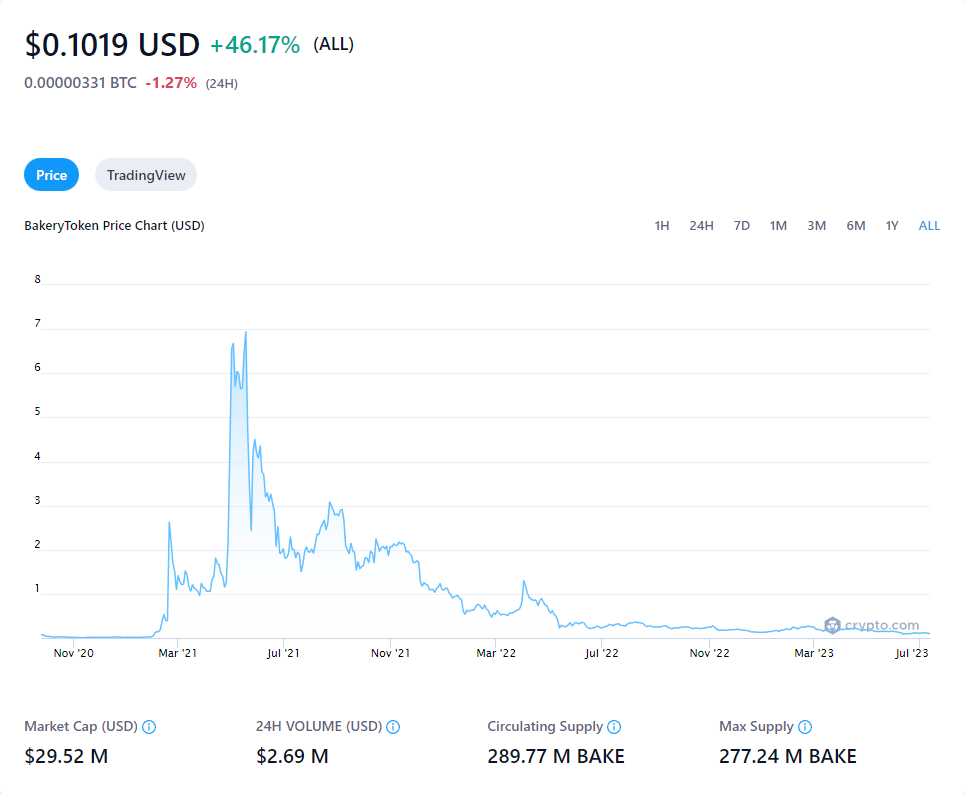 $0.1019 USD +46.17% (ALL)
0.00000331 BTC -1.27% (24H)
Price TradingView
BakeryToken Price Chart (USD) 1H 24H 7D 1M 3M 6M 1Y ALL
8
7
6
5
4
3
2
1
crypto.com
Nov '20 Mar '21 Jul '21 Nov '21 Mar '22 Jul '22 Nov '22 Mar '23 Jul '23
Market Cap (USD) 24H VOLUME (USD) Circulating Supply Max Supply
$29.52 M $2.69 M 289.77 M BAKE 277.24 M BAKE